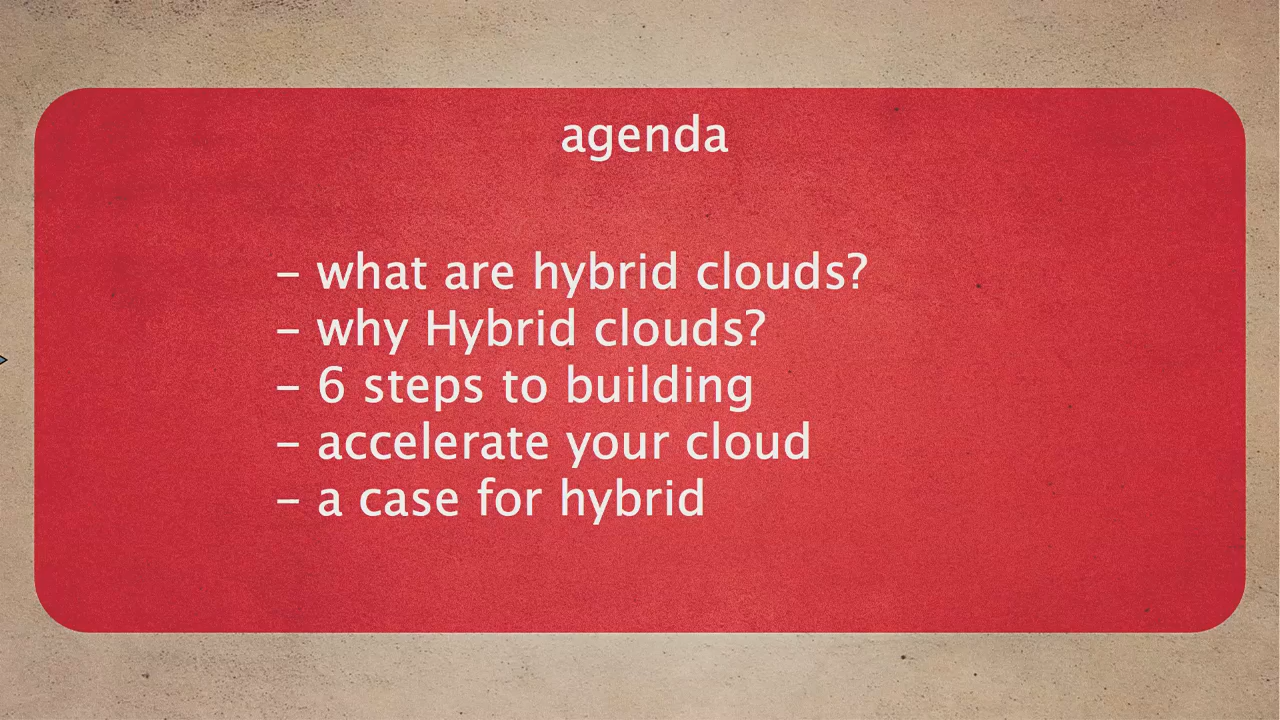 agenda
– what are hybrid clouds?
– why Hybrid clouds?
– 6 steps to building
– accelerate your cloud
– a case for hybrid